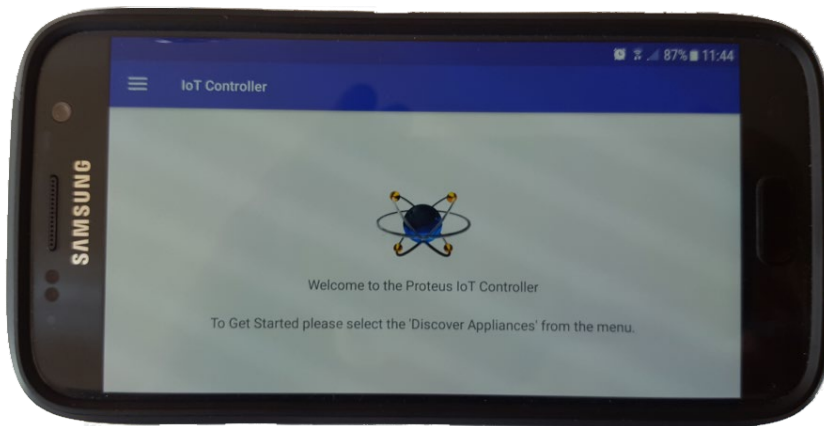 87% 11:44
IoT Controller
SAMSUNG
Welcome to the Proteus IoT Controller
To Get Started please select the 'Discover Appliances' from the menu.